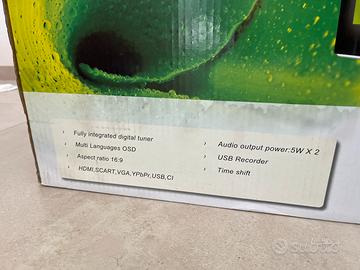 › Fully integrated digital tuner
› Multi Languages OSD
› Aspect ratio 16:9
› HDMI,SCART,VGA,YPbPr,USB,CI
› Audio output power:5W X 2
› USB Recorder
› Time shift
subito